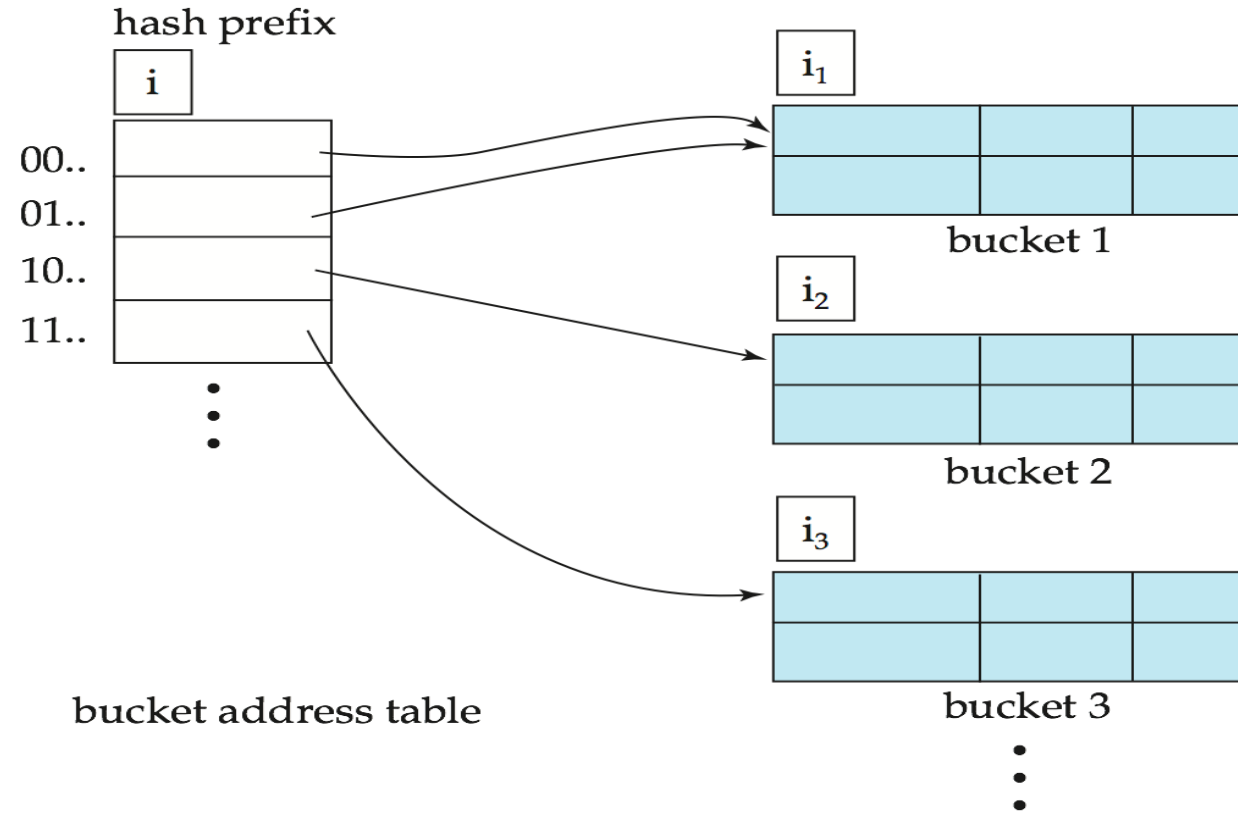 hash prefix
i
00..
01..
10..
11..
bucket address table
i₁
bucket 1
i₂
bucket 2
i₃
bucket 3